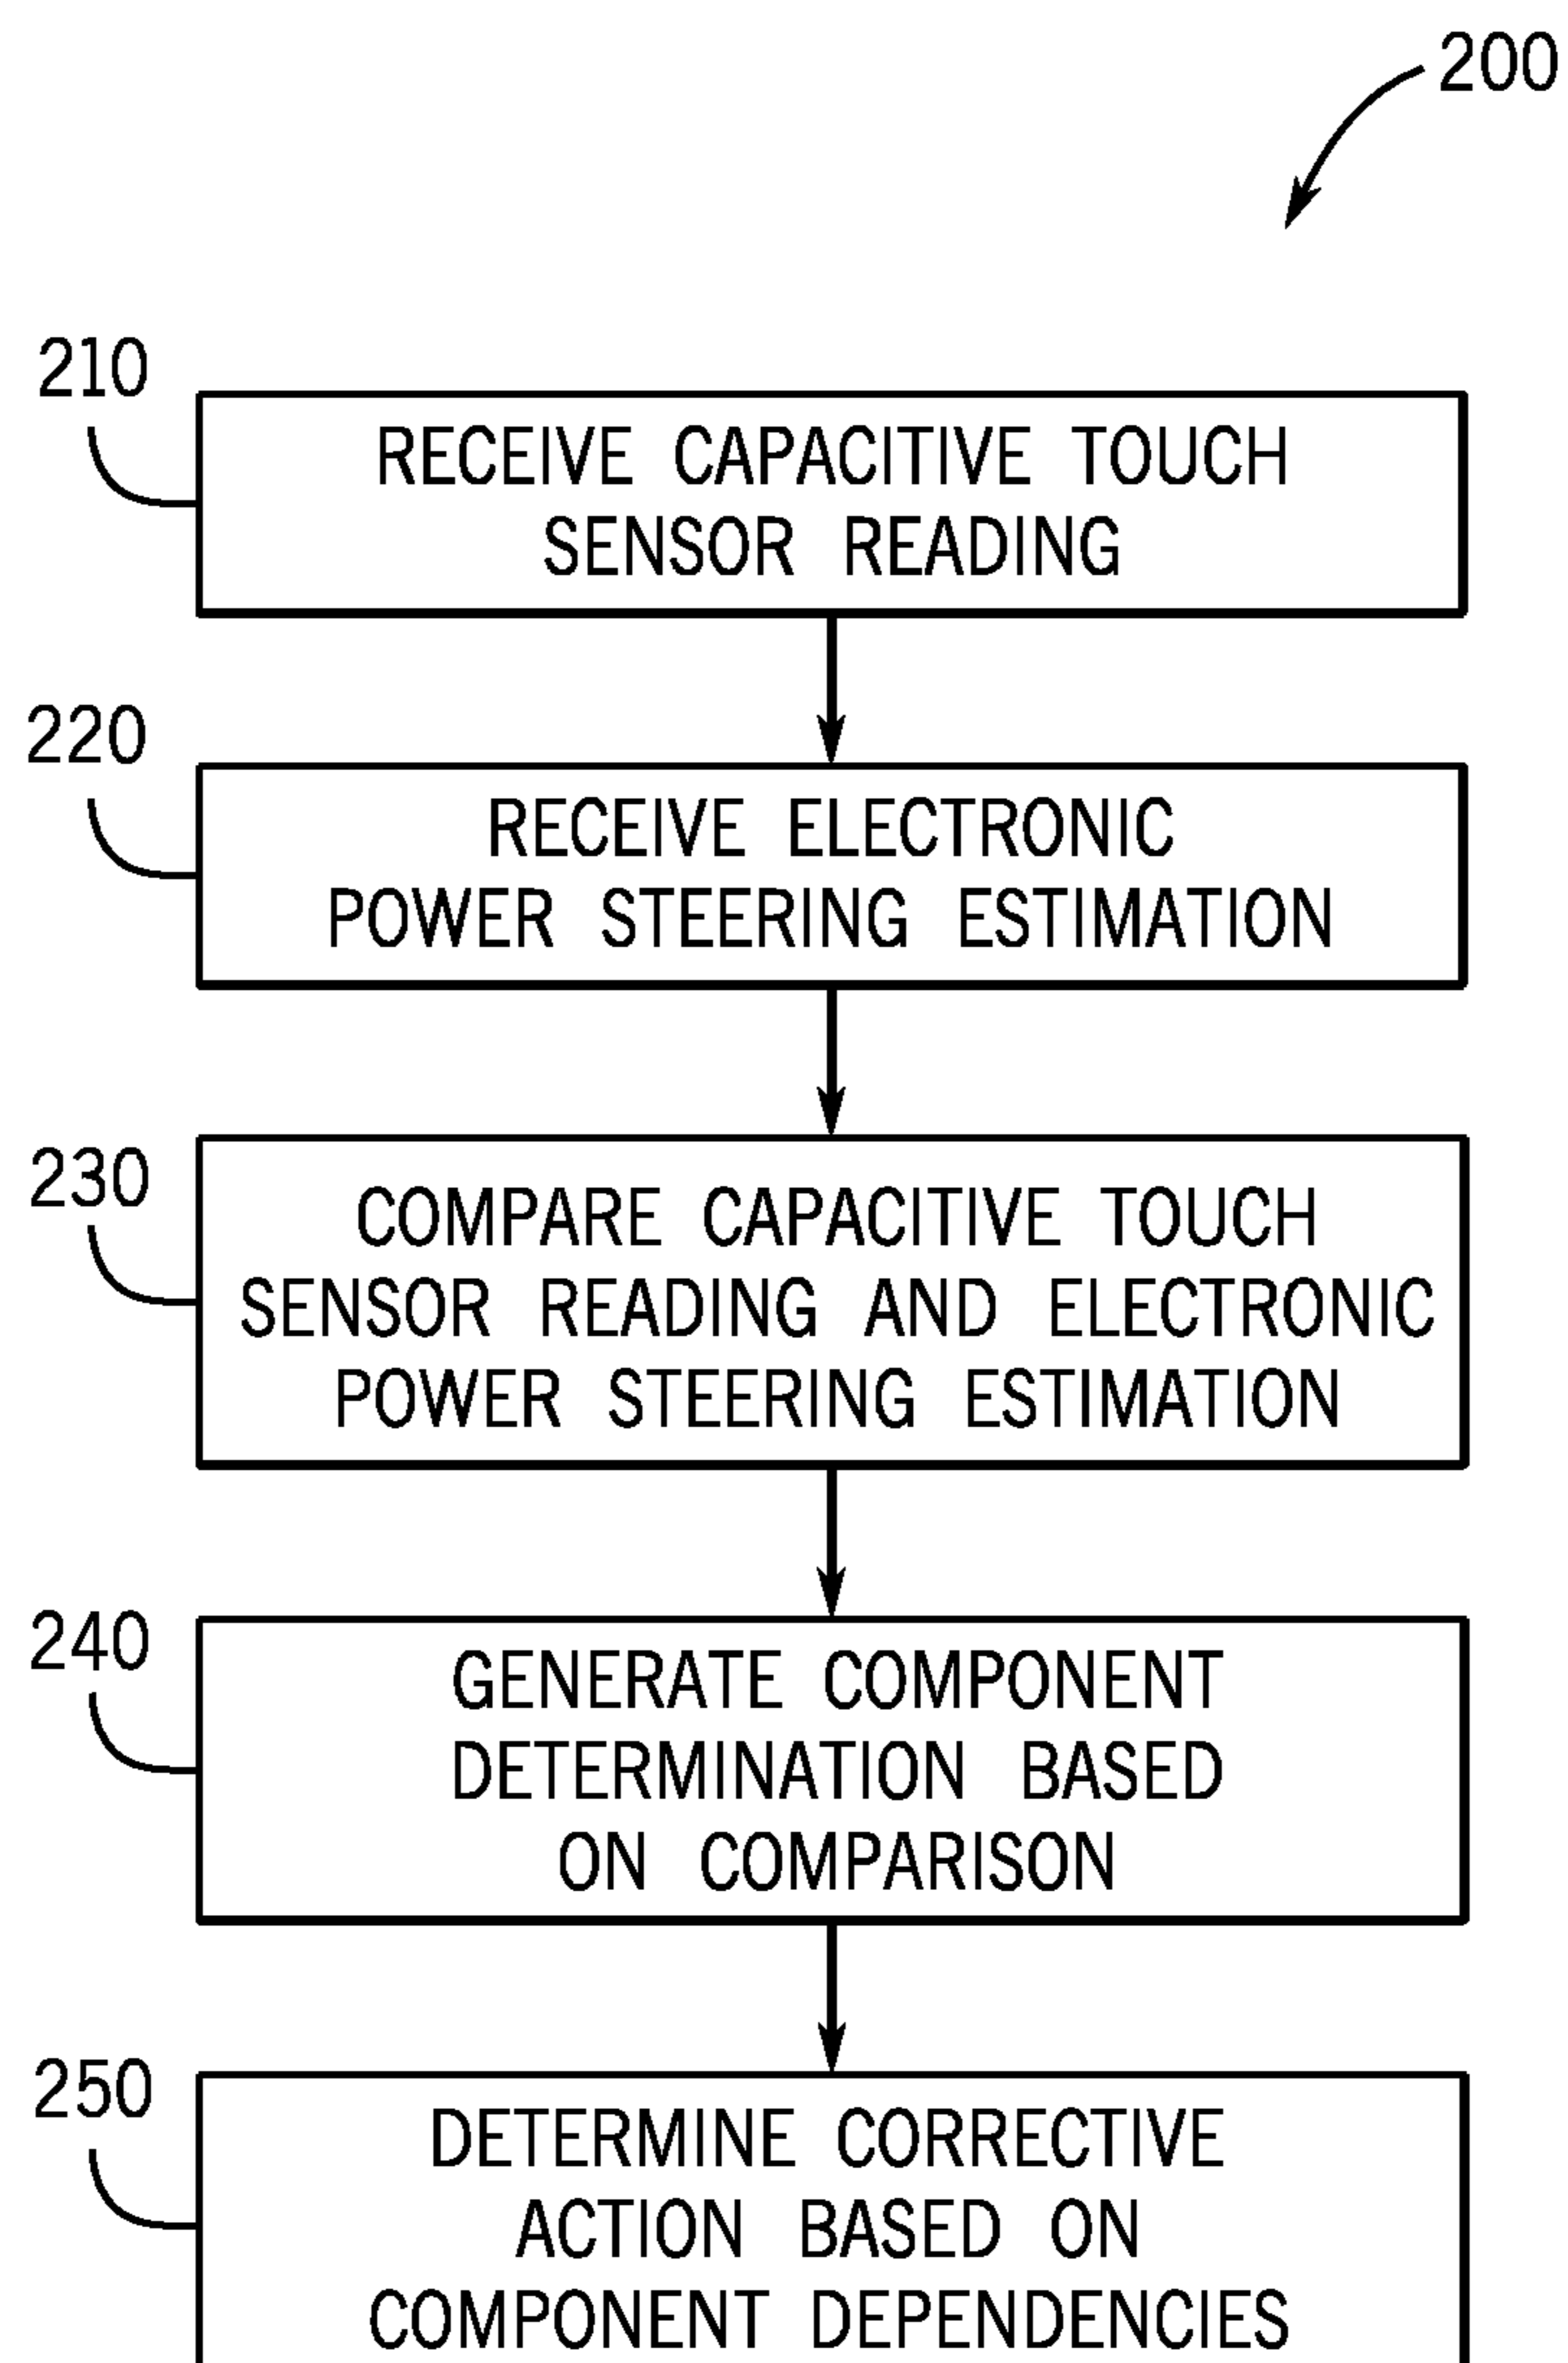 200
210
RECEIVE CAPACITIVE TOUCH
SENSOR READING
220
RECEIVE ELECTRONIC
POWER STEERING ESTIMATION
230
COMPARE CAPACITIVE TOUCH
SENSOR READING AND ELECTRONIC
POWER STEERING ESTIMATION
240
GENERATE COMPONENT
DETERMINATION BASED
ON COMPARISON
250
DETERMINE CORRECTIVE
ACTION BASED ON
COMPONENT DEPENDENCIES